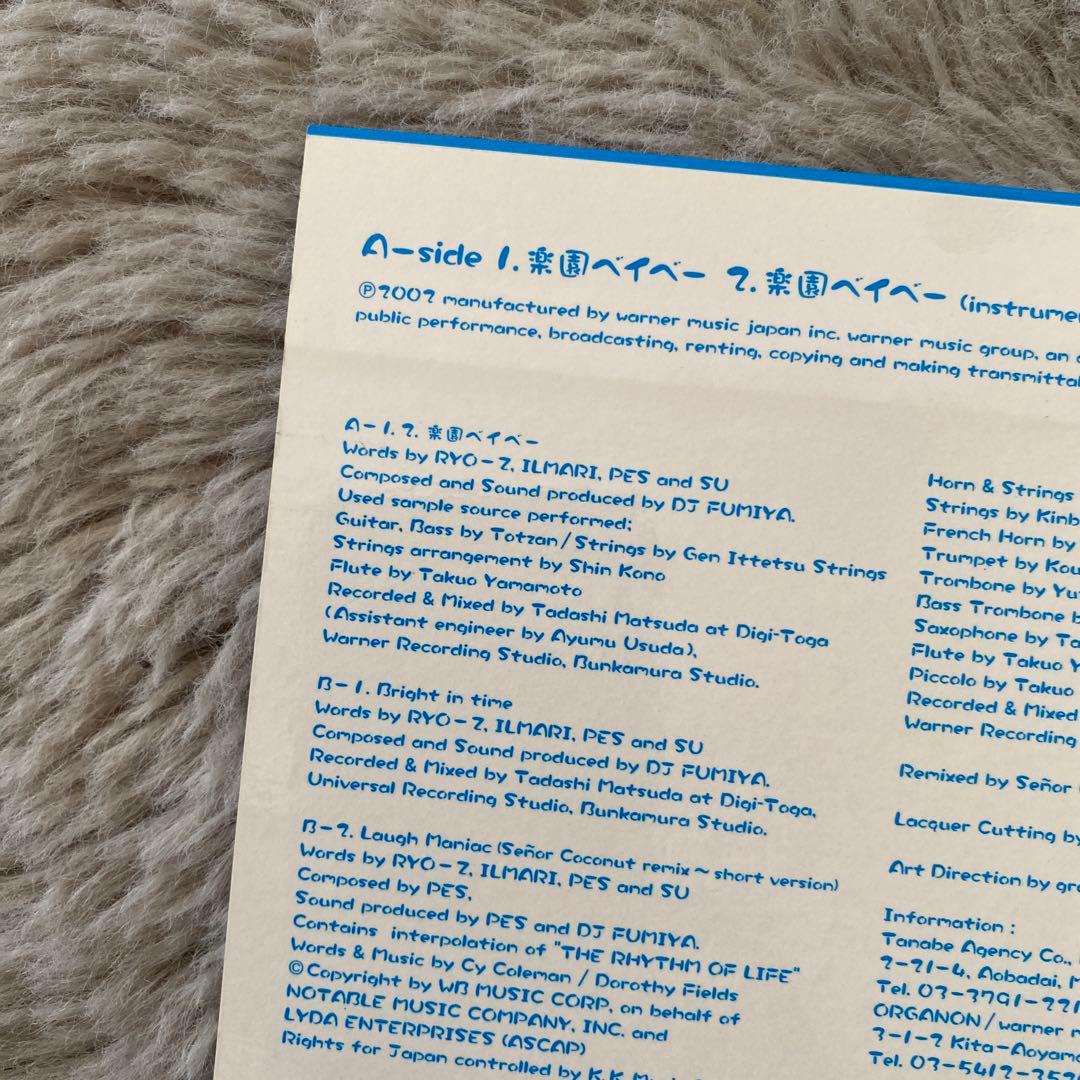 A-side 1. 楽園ベイベー 2. 楽園ベイベー (instrumen
Ⓟ2002 manufactured by warner music japan inc. warner music group, an
public performance, broadcasting, renting, copying and making transmittal
A-1. 2. 楽園ベイベー
Words by RYO-Z, ILMARI, PES and SU
Composed and Sound produced by DJ FUMIYA.
Used sample source performed;
Guitar, Bass by Totzan/Strings by Gen Ittetsu Strings
Strings arrangement by Shin Kono
Flute by Takuo Yamamoto
Recorded & Mixed by Tadashi Matsuda at Digi-Toga
(Assistant engineer by Ayumu Usuda),
Warner Recording Studio, Bunkamura Studio.
B-1. Bright in time
Words by RYO-Z, ILMARI, PES and SU
Composed and Sound produced by DJ FUMIYA.
Recorded & Mixed by Tadashi Matsuda at Digi-Toga,
Universal Recording Studio, Bunkamura Studio.
B-2. Laugh Maniac (Señor Coconut remix~short version)
Words by RYO-Z, ILMARI, PES and SU
Composed by PES,
Sound produced by PES and DJ FUMIYA.
Contains interpolation of "THE RHYTHM OF LIFE"
Words & Music by Cy Coleman / Dorothy Fields
©Copyright by WB MUSIC CORP, on behalf of
NOTABLE MUSIC COMPANY, INC. and
LYDA ENTERPRISES (ASCAP)
Rights for Japan controlled by K.K.
Horn & Strings
Strings by Kinb
French Horn by
Trumpet by Kou
Trombone by Yu
Bass Trombone b
Saxophone by Ta
Flute by Takuo Y
Piccolo by Takuo
Recorded & Mixed
Warner Recording
Remixed by Señor
Lacquer Cutting by
Art Direction by gr
Information :
Tanabe Agency Co.,
2-21-4, Aobadai, M
Tel. 03-3791-221
ORGANON/warner m
3-1-2 Kita-Aoyama
Tel. 03-5412-352